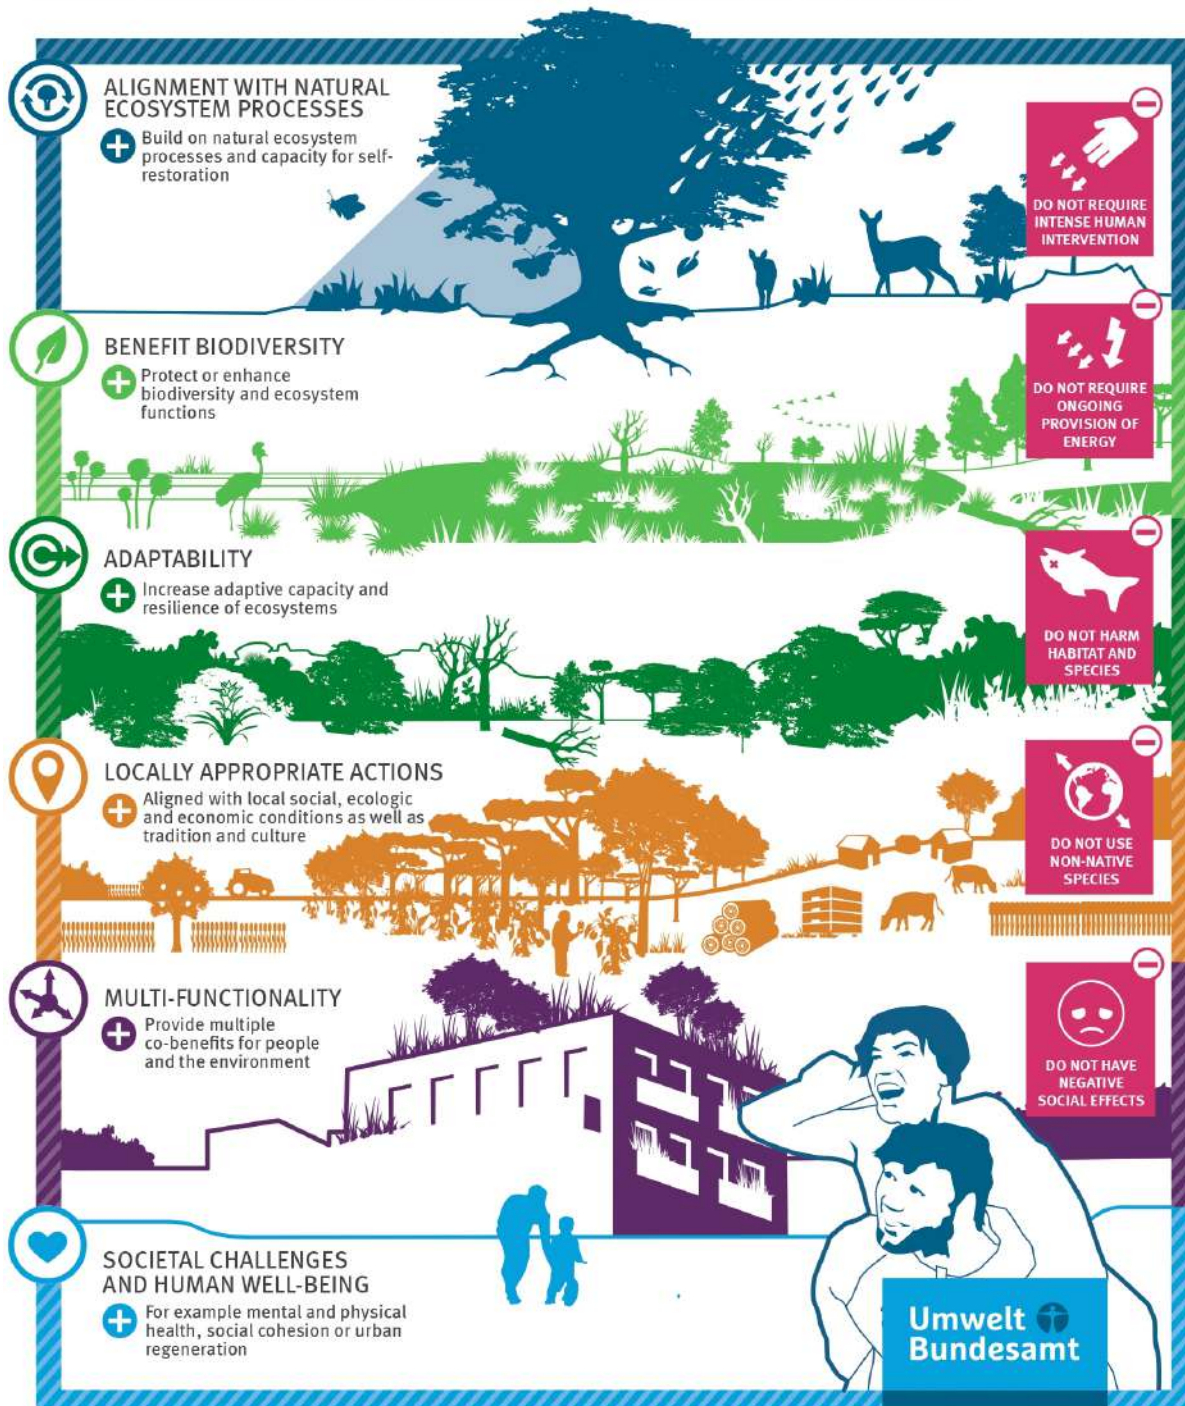 ALIGNMENT WITH NATURAL
ECOSYSTEM PROCESSES
Build on natural ecosystem
processes and capacity for self-
restoration
DO NOT REQUIRE
INTENSE HUMAN
INTERVENTION
BENEFIT BIODIVERSITY
Protect or enhance
biodiversity and ecosystem
functions
DO NOT REQUIRE
ONGOING
PROVISION OF
ENERGY
ADAPTABILITY
Increase adaptive capacity and
resilience of ecosystems
DO NOT HARM
HABITAT AND
SPECIES
LOCALLY APPROPRIATE ACTIONS
Aligned with local social, ecologic
and economic conditions as well as
tradition and culture
DO NOT USE
NON-NATIVE
SPECIES
MULTI-FUNCTIONALITY
Provide multiple
co-benefits for people
and the environment
DO NOT HAVE
NEGATIVE
SOCIAL EFFECTS
SOCIETAL CHALLENGES
AND HUMAN WELL-BEING
For example mental and physical
health, social cohesion or urban
regeneration
Umwelt
Bundesamt